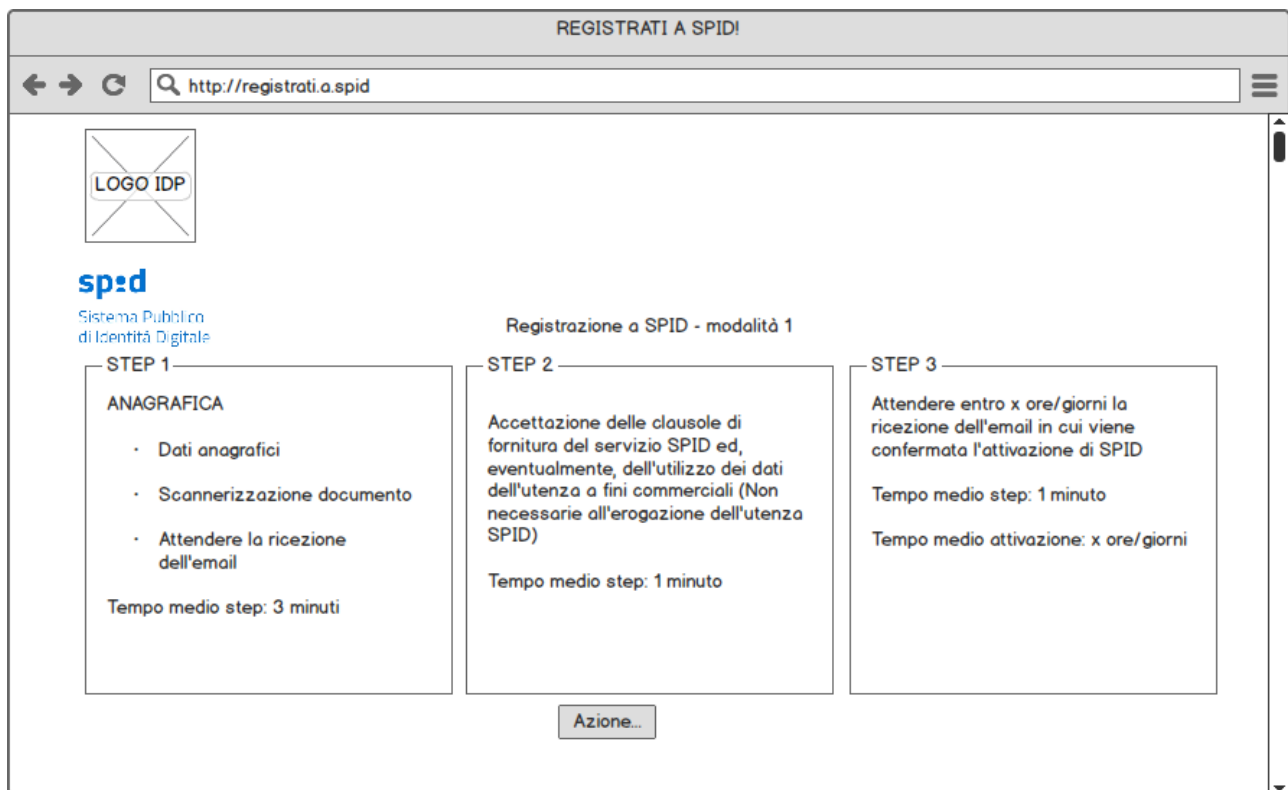 REGISTRATI A SPID!
http://registrati.a.spid
LOGO IDP
spid
Sistema Pubblico
di Identità Digitale
Registrazione a SPID - modalità 1
STEP 1
ANAGRAFICA
· Dati anagrafici
· Scannerizzazione documento
· Attendere la ricezione
dell'email
Tempo medio step: 3 minuti
STEP 2
Accettazione delle clausole di
fornitura del servizio SPID ed,
eventualmente, dell'utilizzo dei dati
dell'utenza a fini commerciali (Non
necessarie all'erogazione dell'utenza
SPID)
Tempo medio step: 1 minuto
STEP 3
Attendere entro x ore/giorni la
ricezione dell'email in cui viene
confermata l'attivazione di SPID
Tempo medio step: 1 minuto
Tempo medio attivazione: x ore/giorni
Azione...